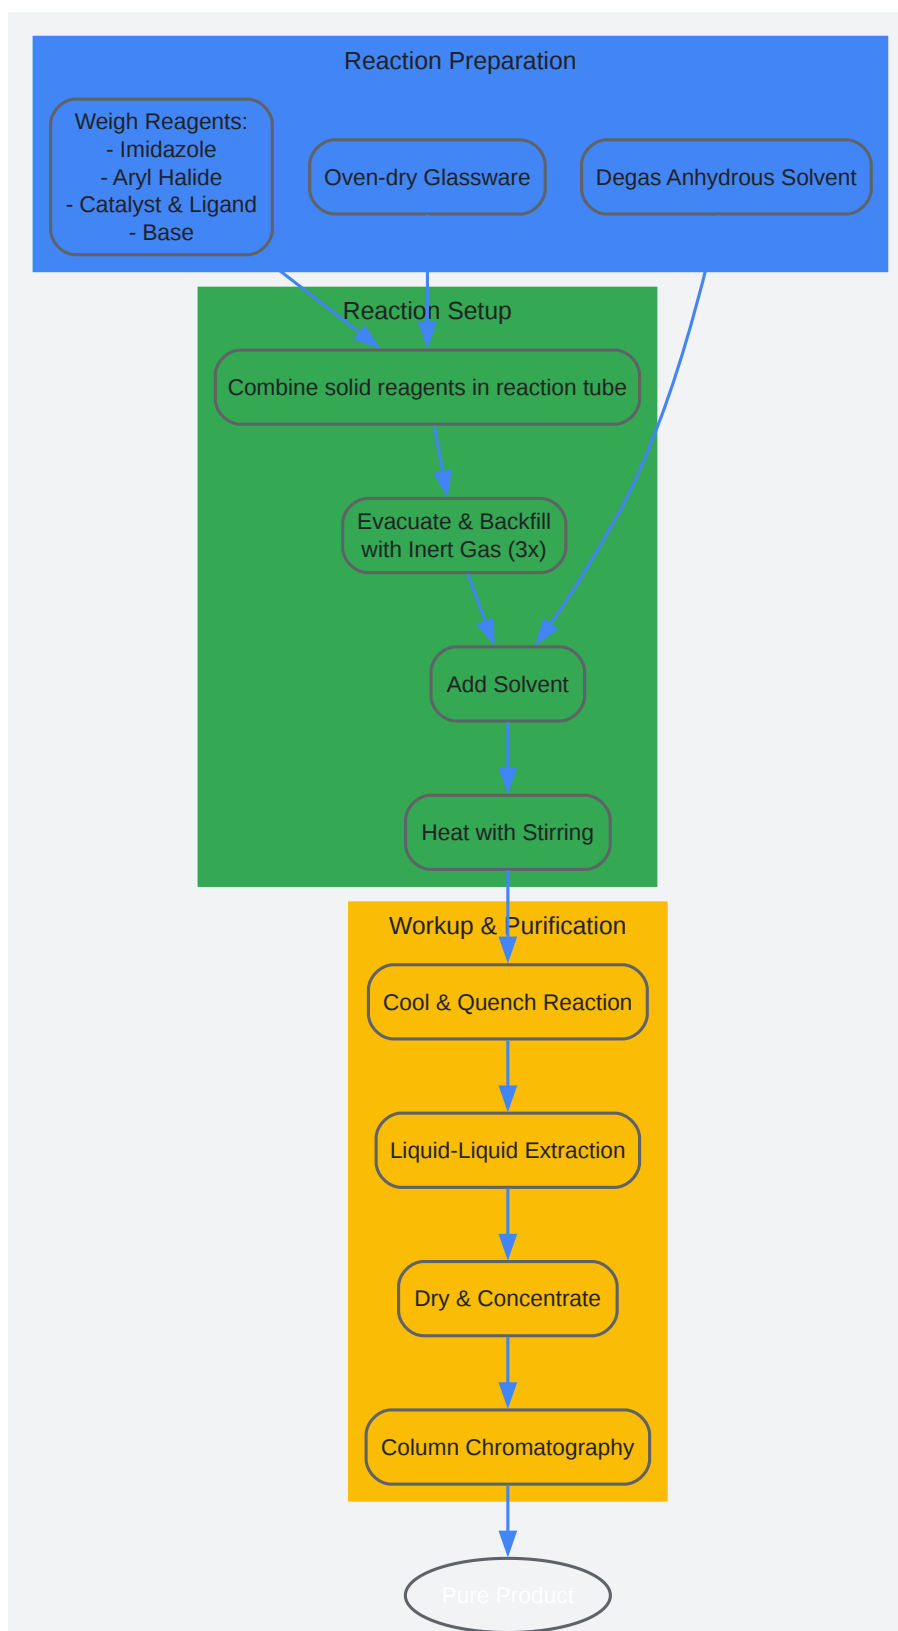 Reaction Preparation
Weigh Reagents:
- Imidazole
- Aryl Halide
- Catalyst & Ligand
- Base
Oven-dry Glassware
Degas Anhydrous Solvent
Reaction Setup
Combine solid reagents in reaction tube
Evacuate & Backfill
with Inert Gas (3x)
Add Solvent
Heat with Stirring
Workup & Purification
Cool & Quench Reaction
Liquid-Liquid Extraction
Dry & Concentrate
Column Chromatography
Pure Product